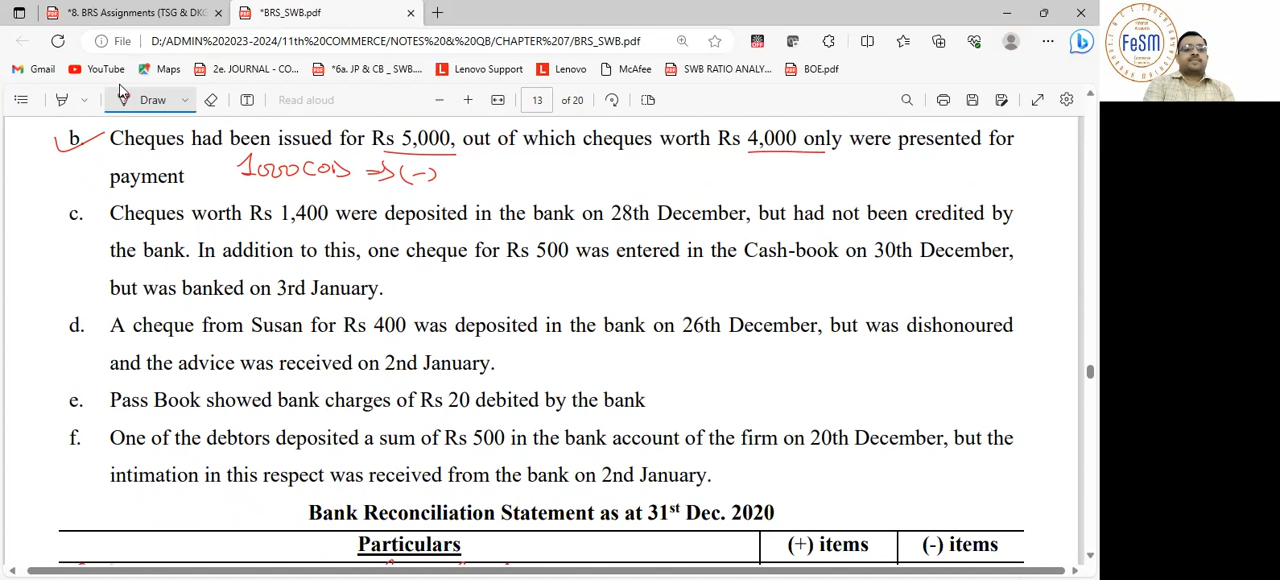 *8. BRS Assignments (TSG & DKG
*BRS_SWB.pdf
File
D:/ADMIN%202023-2024/11th%20COMMERCE/NOTES%
IQB/CHAPTER%207/BRS_SWB.pdf
Gmail YouTube Maps 2e. JOURNAL - CO... *6a. JP & CB _ SWB.... Lenovo Support Lenovo McAfee SWB RATIO ANALY... BOE.pdf
Draw Read aloud 13 of 20
b. Cheques had been issued for Rs 5,000, out of which cheques worth Rs 4,000 only were presented for
payment 1000 ⇒ (-)
c. Cheques worth Rs 1,400 were deposited in the bank on 28th December, but had not been credited by
the bank. In addition to this, one cheque for Rs 500 was entered in the Cash-book on 30th December,
but was banked on 3rd January.
d. A cheque from Susan for Rs 400 was deposited in the bank on 26th December, but was dishonoured
and the advice was received on 2nd January.
e. Pass Book showed bank charges of Rs 20 debited by the bank
f. One of the debtors deposited a sum of Rs 500 in the bank account of the firm on 20th December, but the
intimation in this respect was received from the bank on 2nd January.
Bank Reconciliation Statement as at 31st Dec. 2020
Particulars (+) items (-) items
FeSM